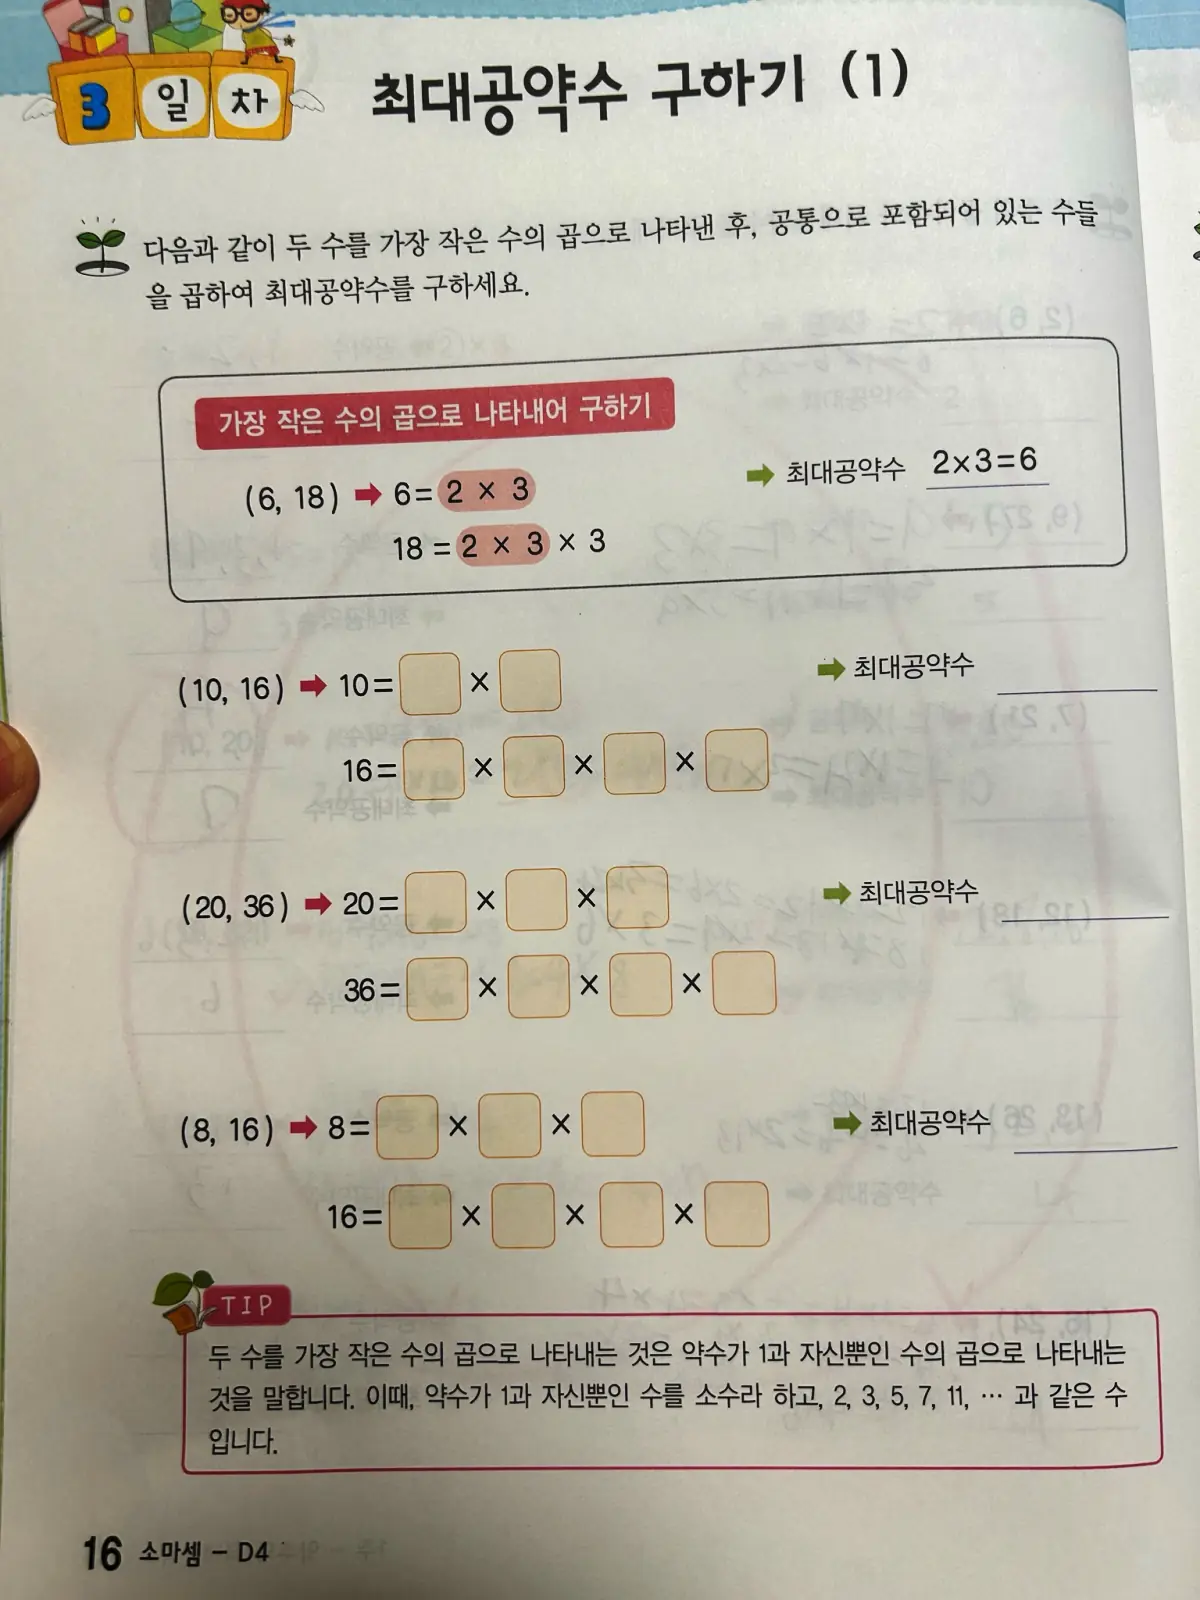 3일차
최대공약수 구하기 (1)
다음과 같이 두 수를 가장 작은 수의 곱으로 나타낸 후, 공통으로 포함되어 있는 수들
을 곱하여 최대공약수를 구하세요.
가장 작은 수의 곱으로 나타내어 구하기
(6, 18) ➡ 6=2 × 3 ➡ 최대공약수 2×3=6
18=2 × 3 × 3
(10, 16) ➡ 10=□ × □ ➡ 최대공약수
16=□ × □ × □ × □
(20, 36) ➡ 20=□ × □ × □ ➡ 최대공약수
36=□ × □ × □ × □
(8, 16) ➡ 8=□ × □ × □ ➡ 최대공약수
16=□ × □ × □ × □
TIP
두 수를 가장 작은 수의 곱으로 나타내는 것은 약수가 1과 자신뿐인 수의 곱으로 나타내는
것을 말합니다. 이때, 약수가 1과 자신뿐인 수를 소수라 하고, 2, 3, 5, 7, 11, ⋯ 과 같은 수
입니다.
16 소마셈 – D4